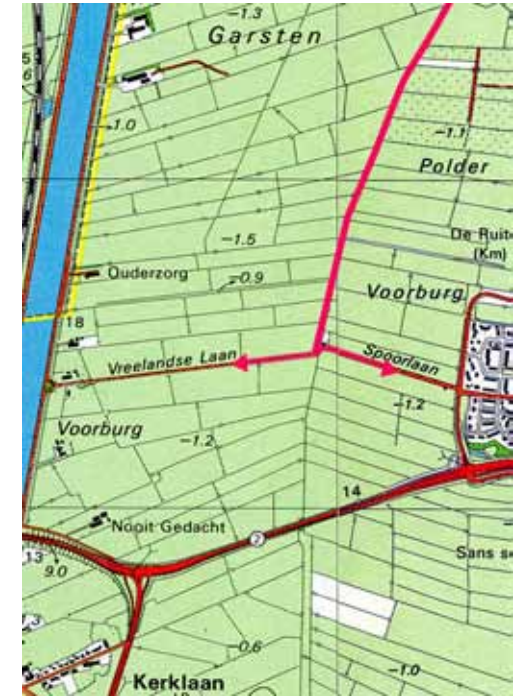 -1.3
Garsten
-1.0
-1.1
Polder
-1.5
De Ruit
(Km)
Ouderzorg
-0.9
Voorburg
18
Vreelandse Laan
Spoorlaan
-1.2
Voorburg
-1.2
14
Nooit Gedacht
2
13
9.0
Sans s
-0.6
-1.0
Kerklaan